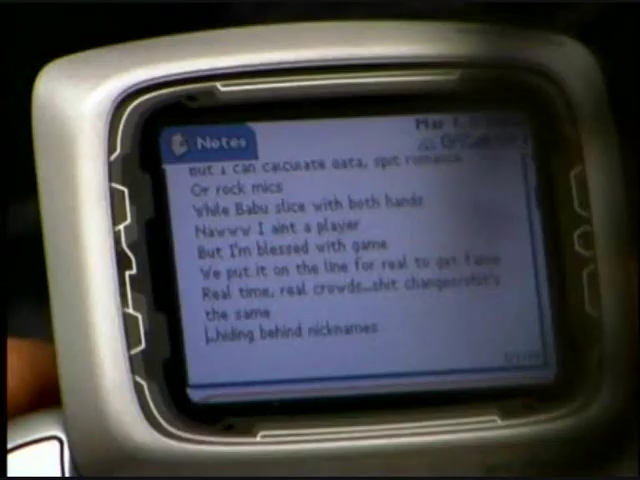 Notes
Mar
But I can calculate data, spit romance
Or rock mics
While Babu slice with both hands
Nawww I aint a player
But I'm blessed with game
We put it on the line for real to get fame
Real time, real crowds...shit
the same
...hiding behind nicknames